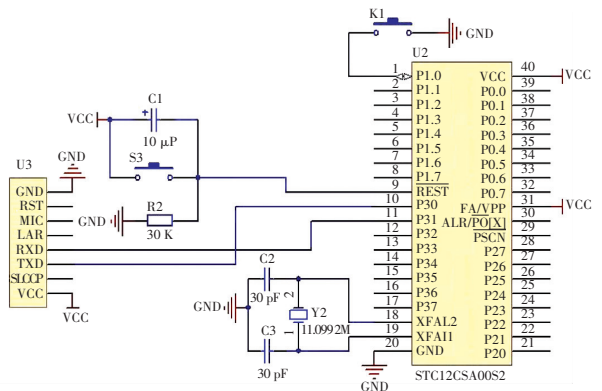 K1
GND
U2
1 P1.0 VCC 40 VCC
2 P1.1 P0.0 39
3 P1.2 P0.1 38
4 P1.3 P0.2 37
5 P1.4 P0.3 36
6 P1.5 P0.4 35
7 P1.6 P0.5 34
8 P1.7 P0.6 33
9 REST P0.7 32
10 P30 FA/VPP 31 VCC
11 P31 ALR/PO[X] 30
12 P32 PSCN 29
13 P33 P27 28
14 P34 P26 27
15 P35 P25 26
16 P36 P24 25
17 P37 P23 24
18 XFAL2 P22 23
19 XFAI1 P21 22
20 GND P20 21
GND
STC12CSA00S2
VCC
C1
+
10 μP
S3
GND
R2
30 K
U3
GND
GND
RST
MIC
LAR
RXD
TXD
SLCCP
VCC
VCC
C2
30 pF
GND
2
Y2
1
11.0992M
C3
30 pF